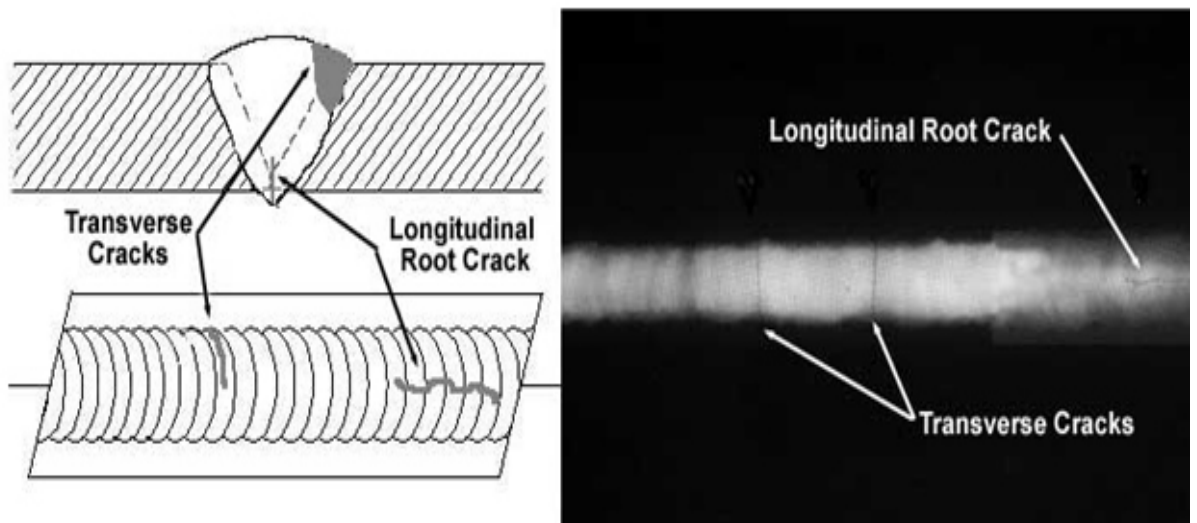 Transverse
Cracks
Longitudinal
Root Crack
Longitudinal Root Crack
Transverse Cracks